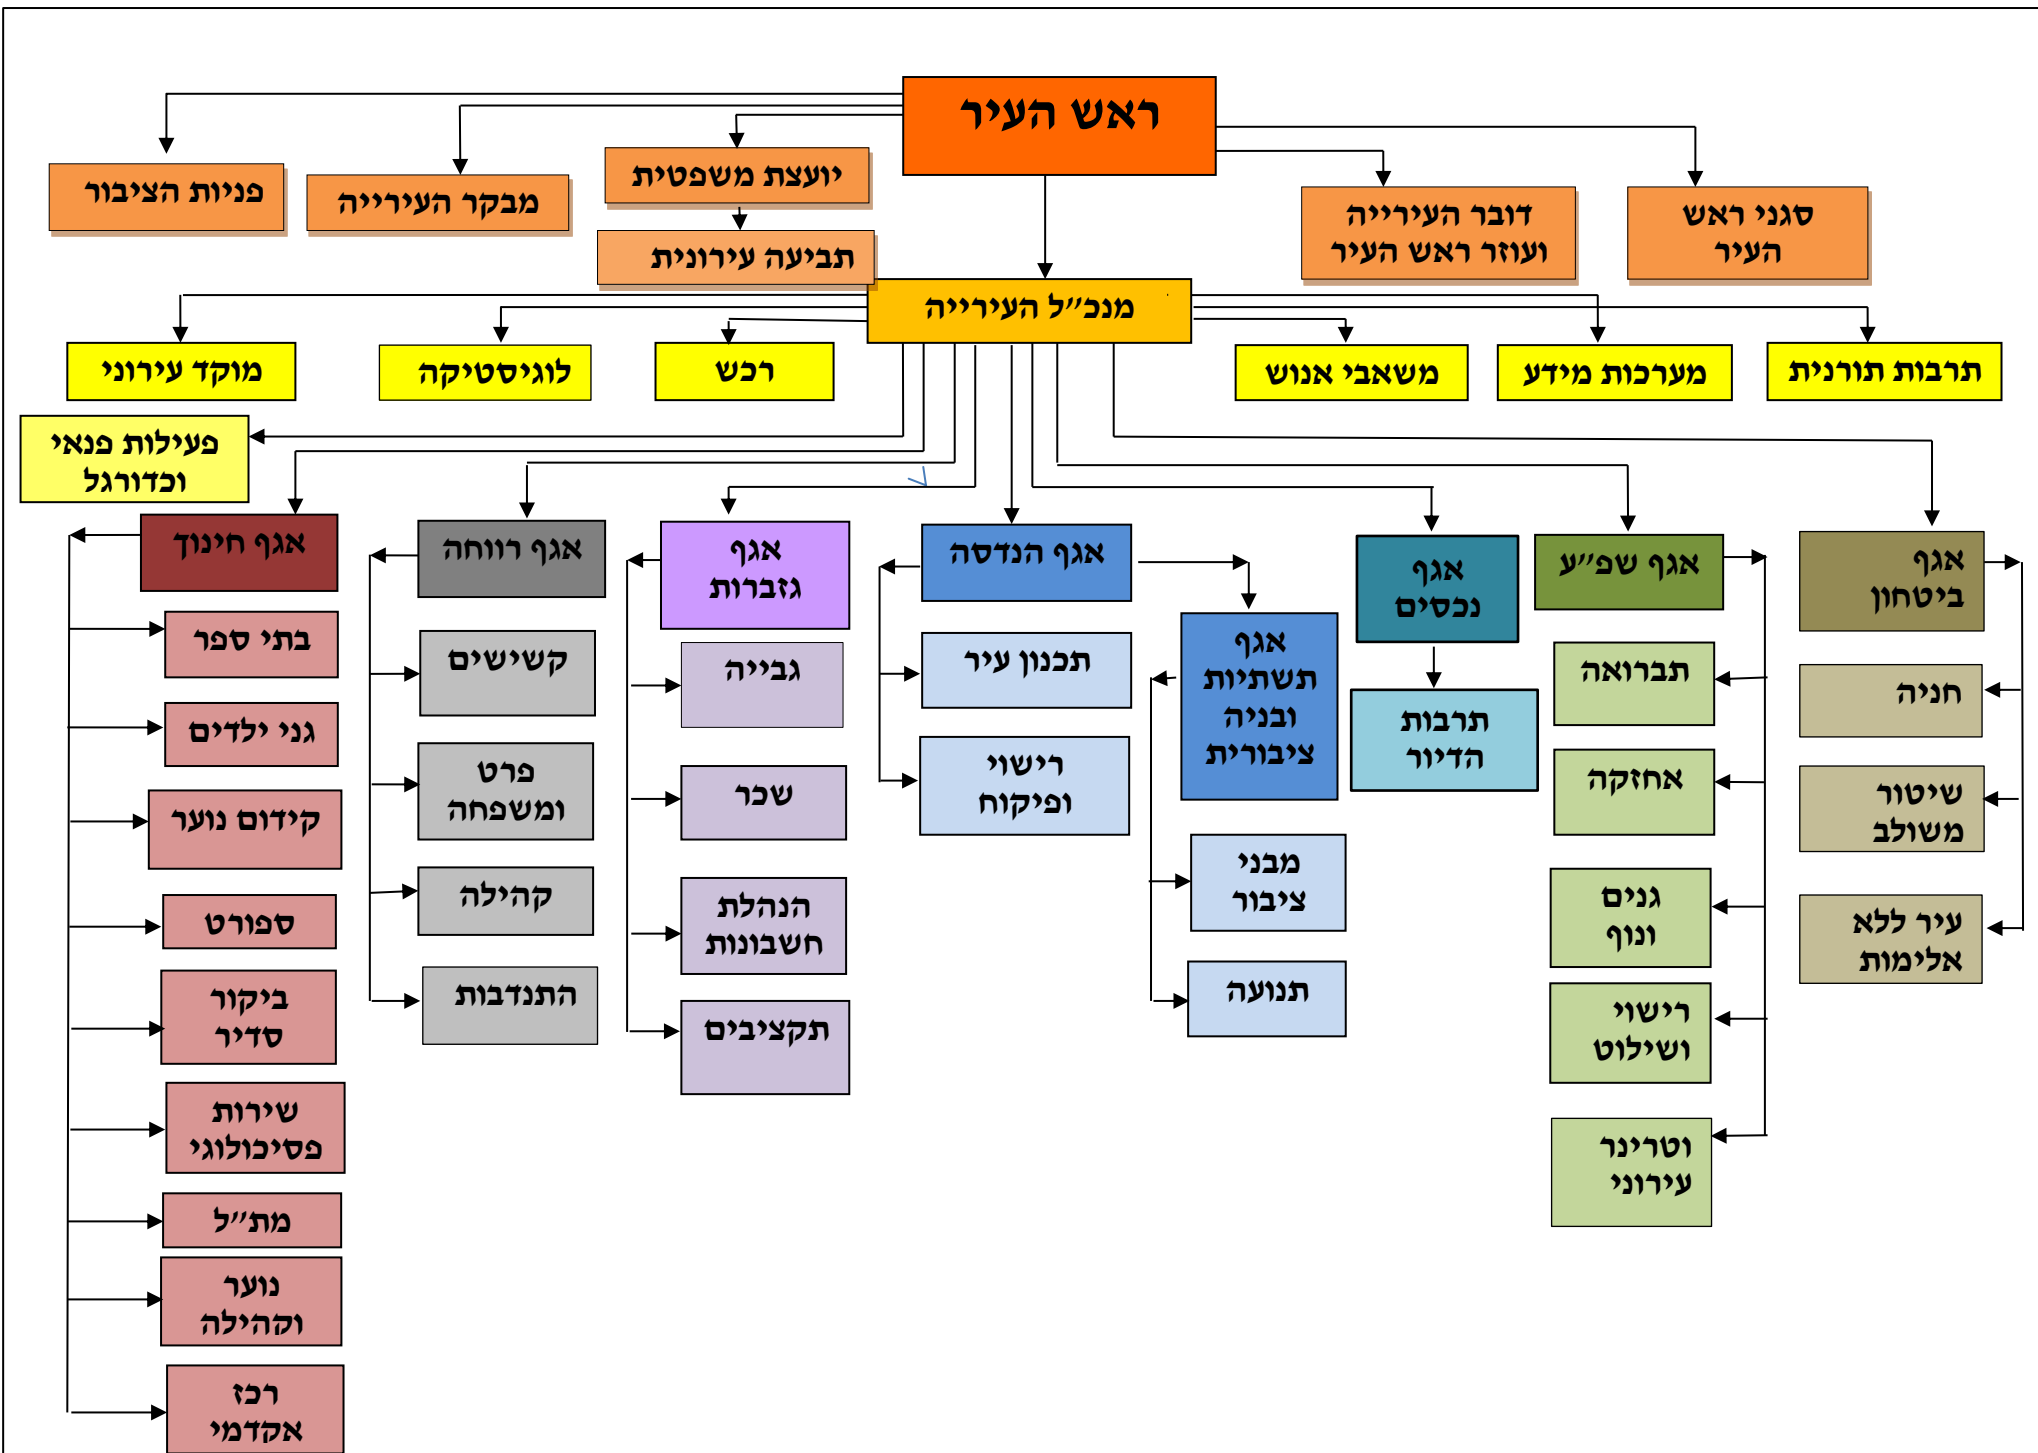 ראש העיר
סגני ראש
העיר
דובר העירייה
ועוזר ראש העיר
יועצת משפטית
תביעה עירונית
מבקר העירייה
פניות הציבור
מנכ״ל העירייה
תרבות תורנית
מערכות מידע
משאבי אנוש
רכש
לוגיסטיקה
מוקד עירוני
פעילות פנאי
וכדורגל
אגף
ביטחון
חניה
שיטור
משולב
עיר ללא
אלימות
אגף שפ״ע
תברואה
אחזקה
גנים
ונוף
רישוי
ושילוט
וטרינר
עירוני
אגף
נכסים
תרבות
הדיור
אגף הנדסה
תכנון עיר
רישוי
ופיקוח
אגף
תשתיות
ובניה
ציבורית
מבני
ציבור
תנועה
אגף
גזברות
גבייה
שכר
הנהלת
חשבונות
תקציבים
אגף רווחה
קשישים
פרט
ומשפחה
קהילה
התנדבות
אגף חינוך
בתי ספר
גני ילדים
קידום נוער
ספורט
ביקור
סדיר
שירות
פסיכולוגי
מת״ל
נוער
וקהילה
רכז
אקדמי